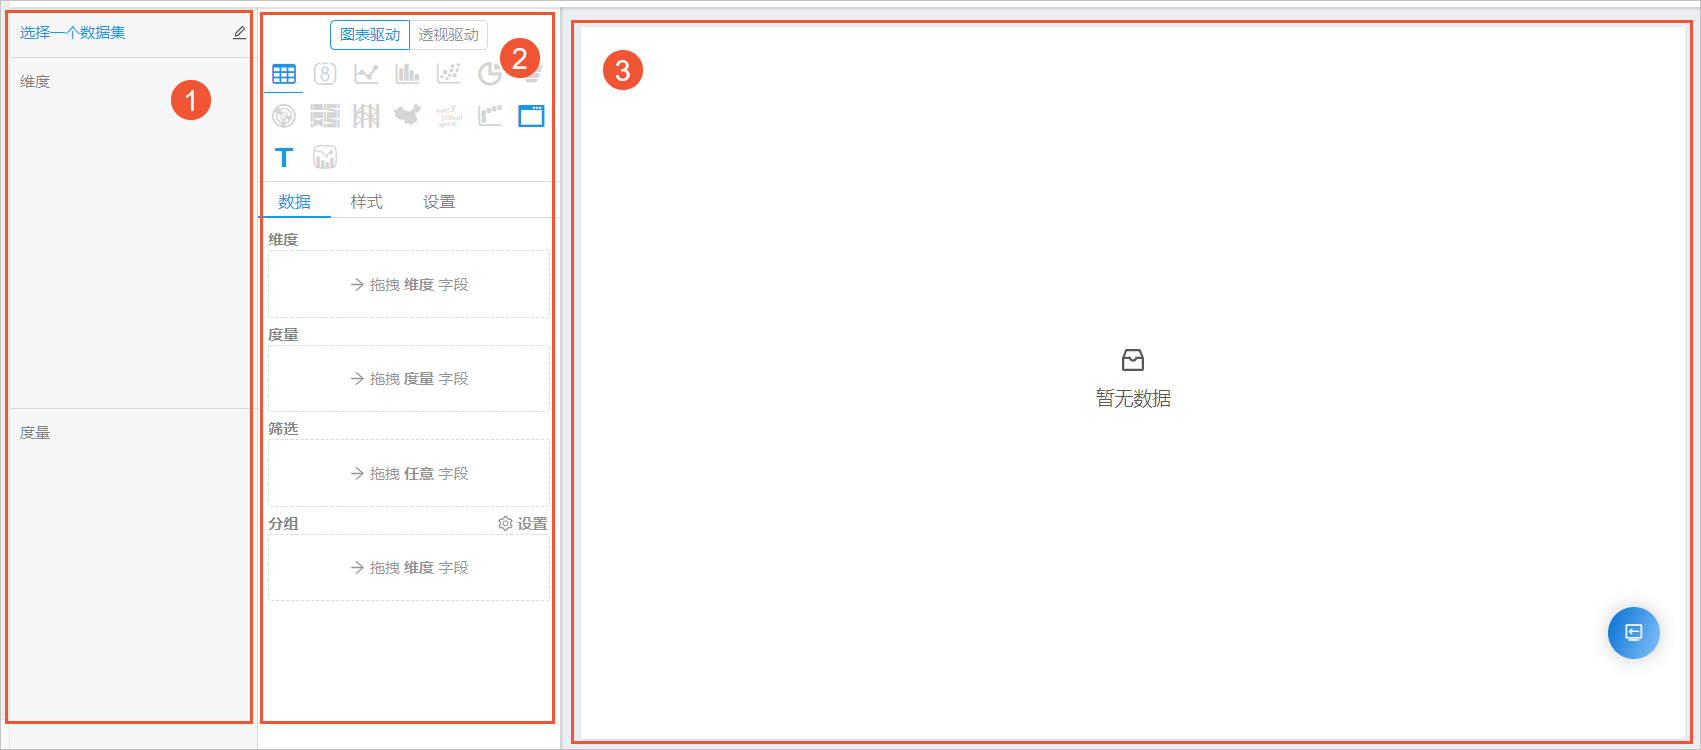 选择一个数据集
维度
1
度量
图表驱动
透视驱动
2
8
T
数据
样式
设置
维度
拖拽 维度 字段
度量
拖拽 度量 字段
筛选
拖拽 任意 字段
分组
设置
拖拽 维度 字段
3
暂无数据